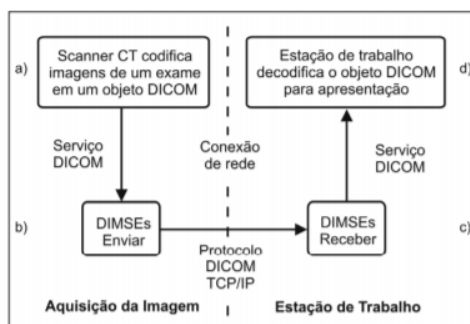 a)
Scanner CT codifica
imagens de um exame
em um objeto DICOM
Estação de trabalho
decodifica o objeto DICOM
para apresentação
d)
Serviço
DICOM
Conexão
de rede
Serviço
DICOM
b)
DIMSEs
Enviar
DIMSEs
Receber
c)
Protocolo
DICOM
TCP/IP
Aquisição da Imagem
Estação de Trabalho